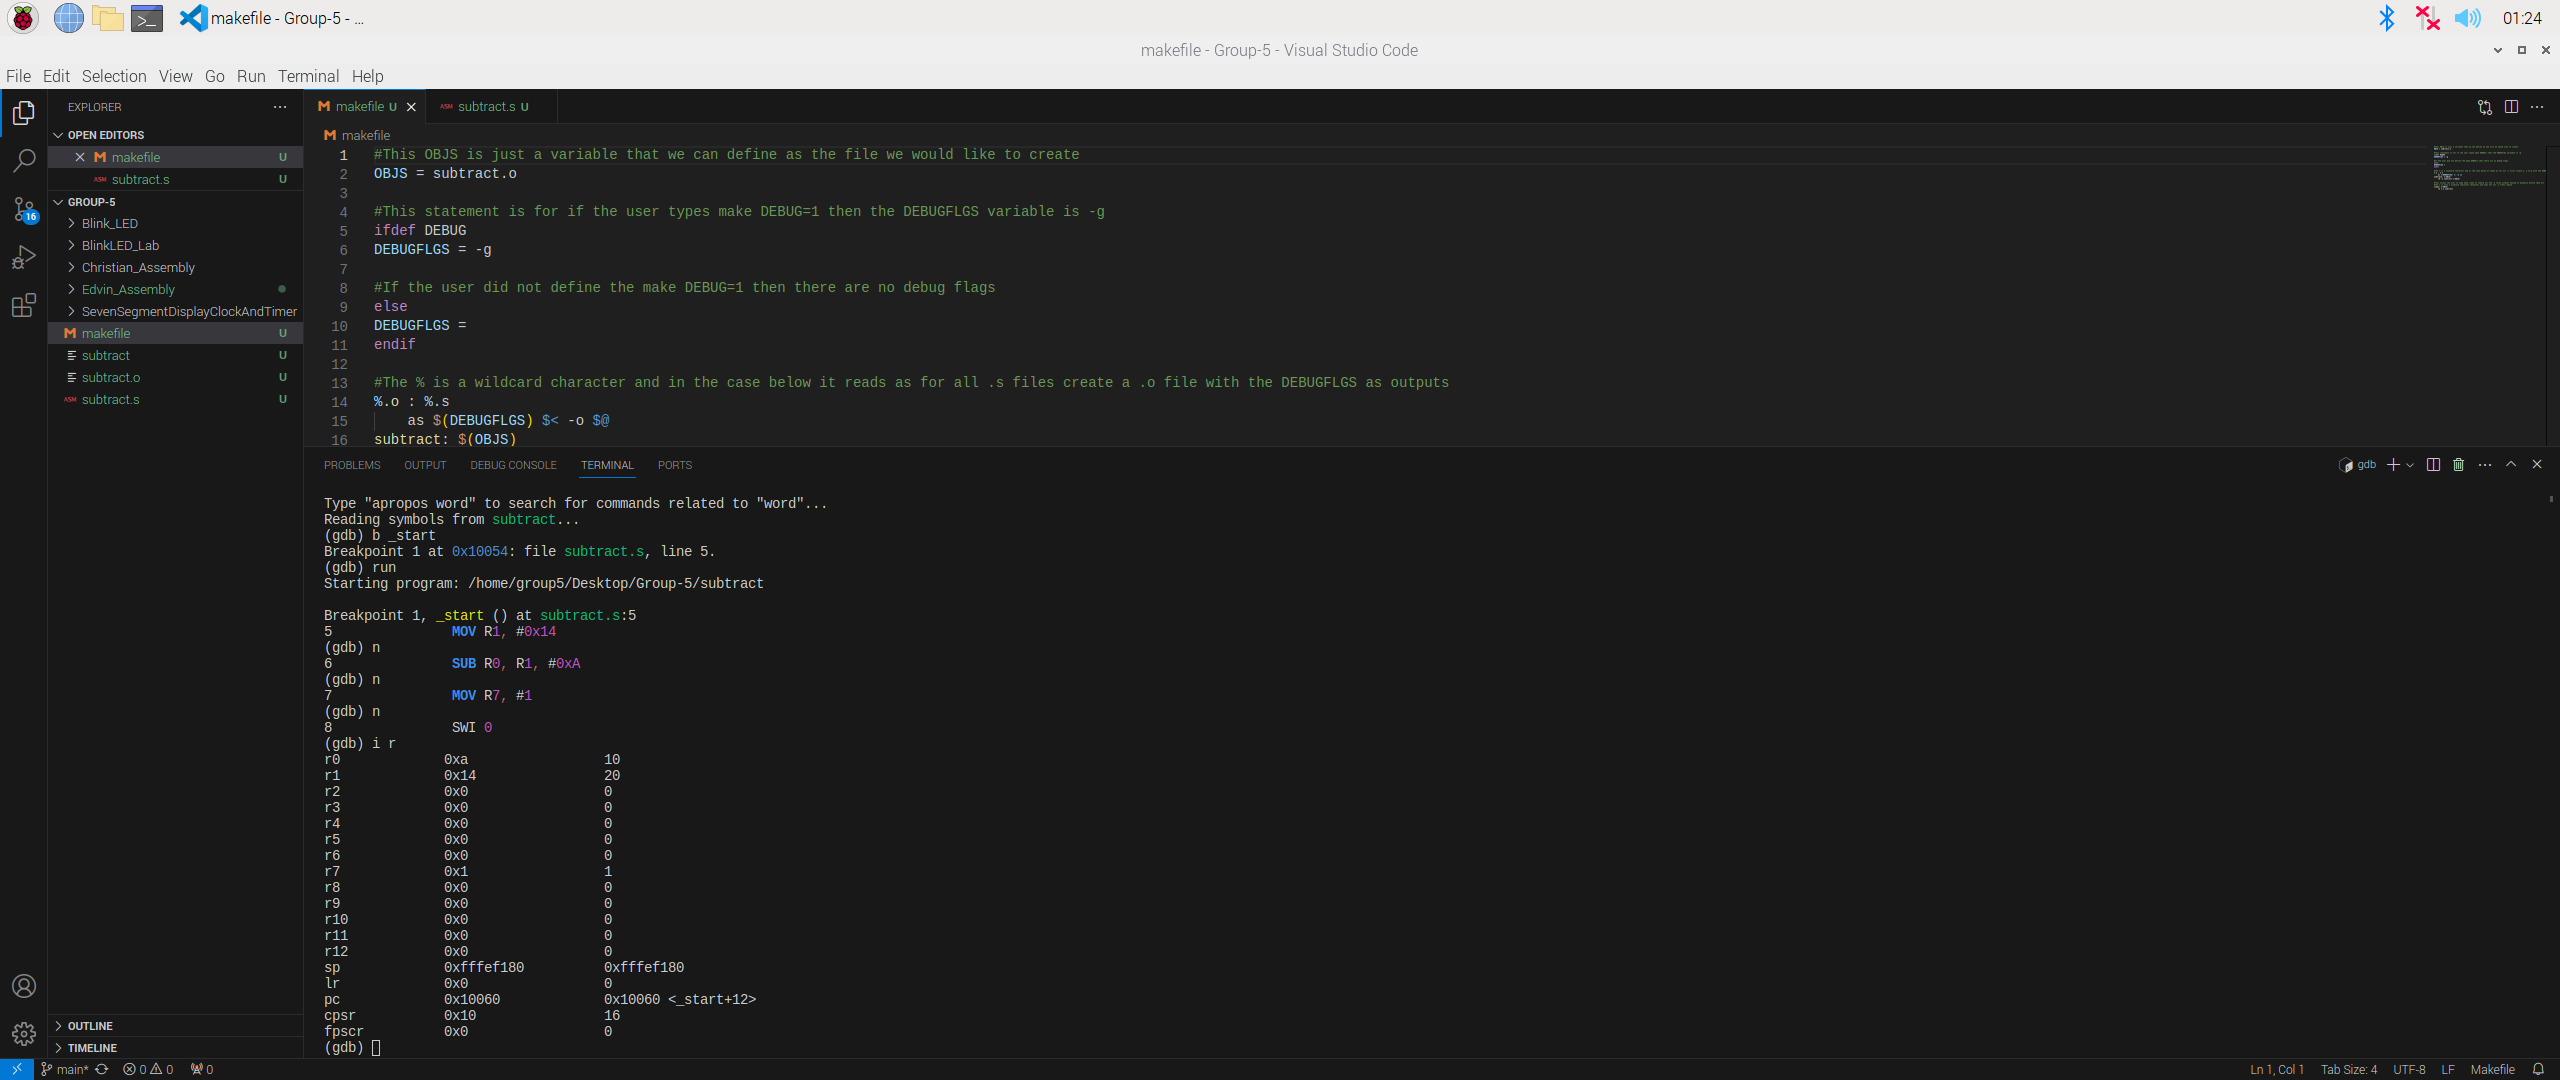 makefile - Group-5 - ...
01:24
makefile - Group-5 - Visual Studio Code
File Edit Selection View Go Run Terminal Help
EXPLORER
OPEN EDITORS
makefile U
subtract.s U
GROUP-5
Blink_LED
BlinkLED_Lab
Christian_Assembly
Edvin_Assembly
SevenSegmentDisplayClockAndTimer
makefile U
subtract U
subtract.o U
subtract.s U
16
OUTLINE
TIMELINE
makefile U
subtract.s U
makefile
1 #This OBJS is just a variable that we can define as the file we would like to create
2 OBJS = subtract.o
3
4 #This statement is for if the user types make DEBUG=1 then the DEBUGFLGS variable is -g
5 ifdef DEBUG
6 DEBUGFLGS = -g
7
8 #If the user did not define the make DEBUG=1 then there are no debug flags
9 else
10 DEBUGFLGS =
11 endif
12
13 #The % is a wildcard character and in the case below it reads as for all .s files create a .o file with the DEBUGFLGS as outputs
14 %.o : %.s
15 as $(DEBUGFLGS) $< -o $@
16 subtract: $(OBJS)
PROBLEMS OUTPUT DEBUG CONSOLE TERMINAL PORTS
gdb
Type "apropos word" to search for commands related to "word"...
Reading symbols from subtract...
(gdb) b _start
Breakpoint 1 at 0x10054: file subtract.s, line 5.
(gdb) run
Starting program: /home/group5/Desktop/Group-5/subtract
Breakpoint 1, _start () at subtract.s:5
5 MOV R1, #0x14
(gdb) n
6 SUB R0, R1, #0xA
(gdb) n
7 MOV R7, #1
(gdb) n
8 SWI 0
(gdb) i r
r0 0xa 10
r1 0x14 20
r2 0x0 0
r3 0x0 0
r4 0x0 0
r5 0x0 0
r6 0x0 0
r7 0x1 1
r8 0x0 0
r9 0x0 0
r10 0x0 0
r11 0x0 0
r12 0x0 0
sp 0xfffef180 0xfffef180
lr 0x0 0
pc 0x10060 0x10060 <_start+12>
cpsr 0x10 16
fpscr 0x0 0
(gdb)
main* 0 0 0
Ln 1, Col 1 Tab Size: 4 UTF-8 LF Makefile